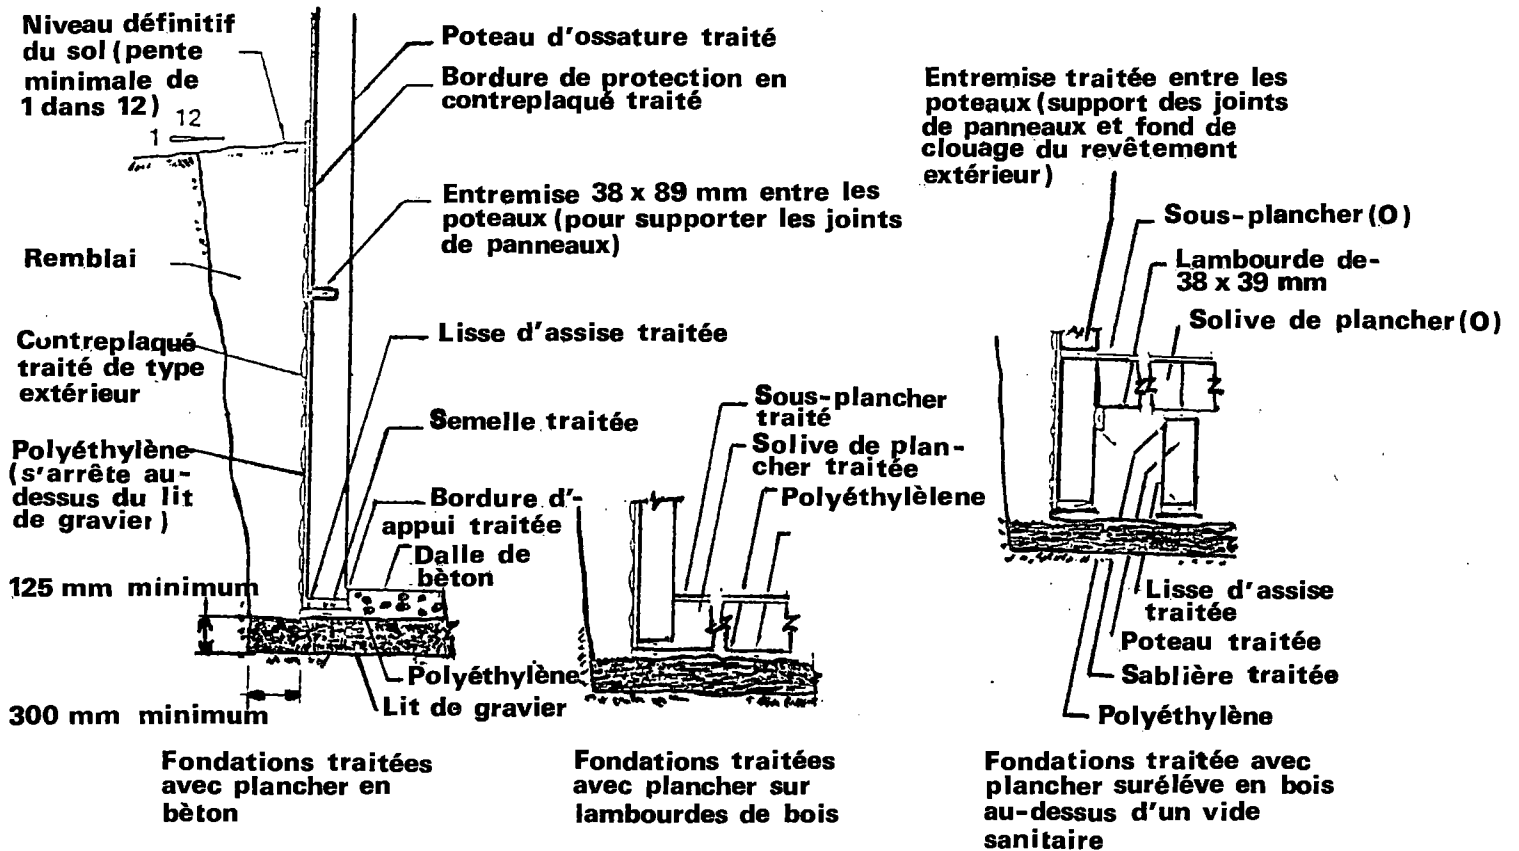 Niveau définitif
du sol (pente
minimale de
1 dans 12)
12
1
Remblai
Contreplaqué
traité de type
extérieur
Polyéthylène
(s'arrête au-
dessus du lit
de gravier)
125 mm minimum
300 mm minimum
Poteau d'ossature traité
Bordure de protection en
contreplaqué traité
Entremise 38 x 89 mm entre les
poteaux (pour supporter les joints
de panneaux)
Lisse d'assise traitée
Semelle traitée
Bordure d'-
appui traitée
Dalle de
bèton
Polyéthylène
Lit de gravier
Fondations traitées
avec plancher en
bèton
Sous-plancher
traité
Solive de plan-
cher traitée
Polyéthylèlene
Fondations traitées
avec plancher sur
lambourdes de bois
Entremise traitée entre les
poteaux (support des joints
de panneaux et fond de
clouage du revêtement
extérieur)
Sous-plancher (O)
Lambourde de-
38 x 39 mm
Solive de plancher (O)
Lisse d'assise
traitée
Poteau traitée
Sablière traitée
Polyéthylène
Fondations traitée avec
plancher suréléve en bois
au-dessus d'un vide
sanitaire